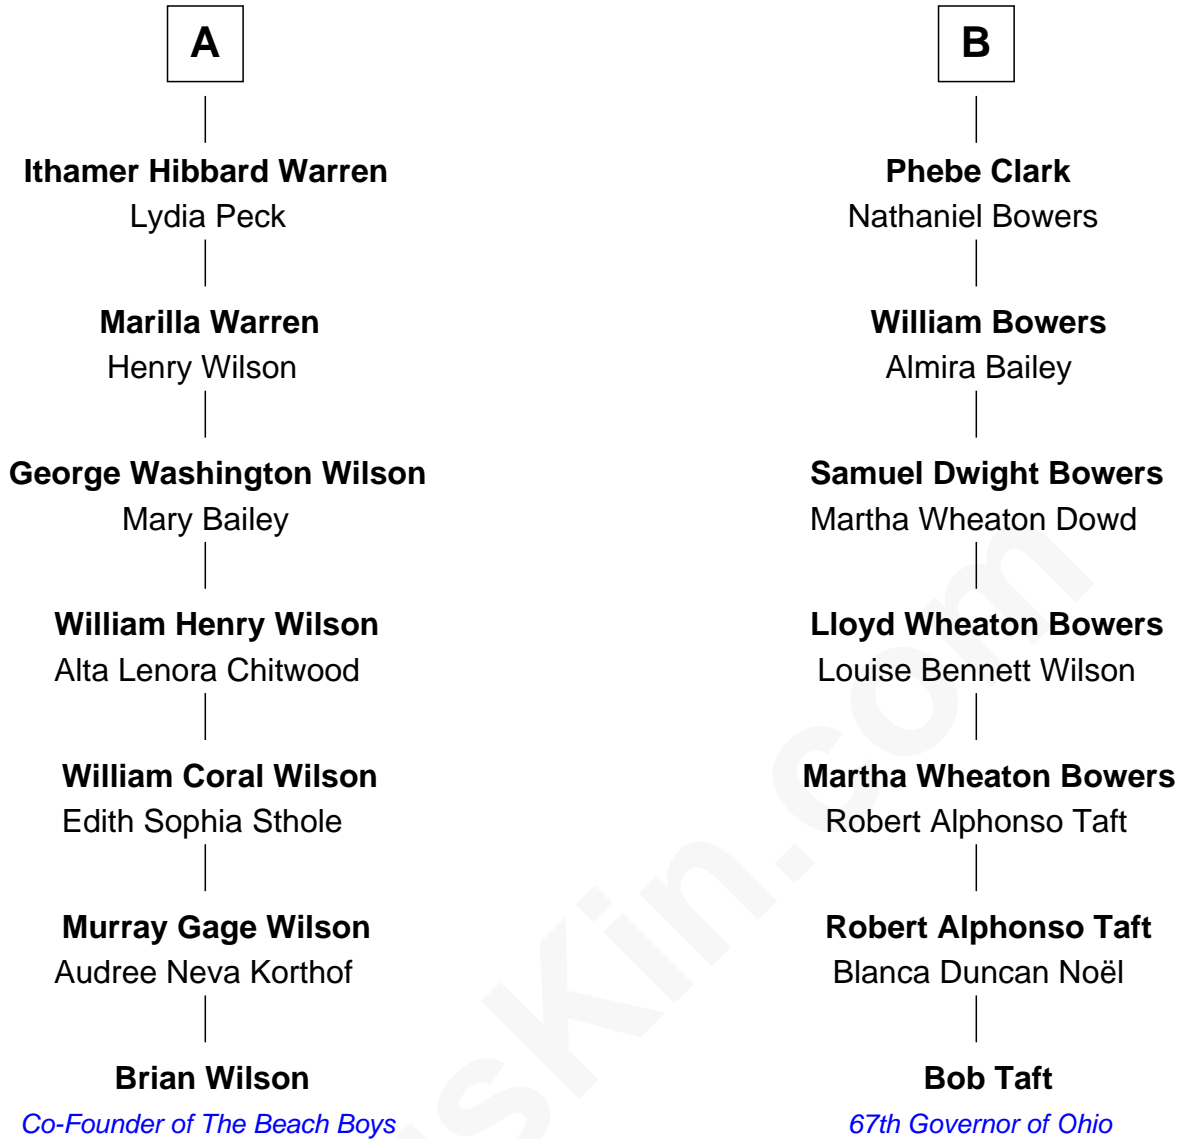 A
B
Ithamer Hibbard Warren
Lydia Peck
Phebe Clark
Nathaniel Bowers
Marilla Warren
Henry Wilson
William Bowers
Almira Bailey
George Washington Wilson
Mary Bailey
Samuel Dwight Bowers
Martha Wheaton Dowd
William Henry Wilson
Alta Lenora Chitwood
Lloyd Wheaton Bowers
Louise Bennett Wilson
William Coral Wilson
Edith Sophia Sthole
Martha Wheaton Bowers
Robert Alphonso Taft
Murray Gage Wilson
Audree Neva Korthof
Robert Alphonso Taft
Blanca Duncan Noël
Brian Wilson
Co-Founder of The Beach Boys
Bob Taft
67th Governor of Ohio
sKin.com